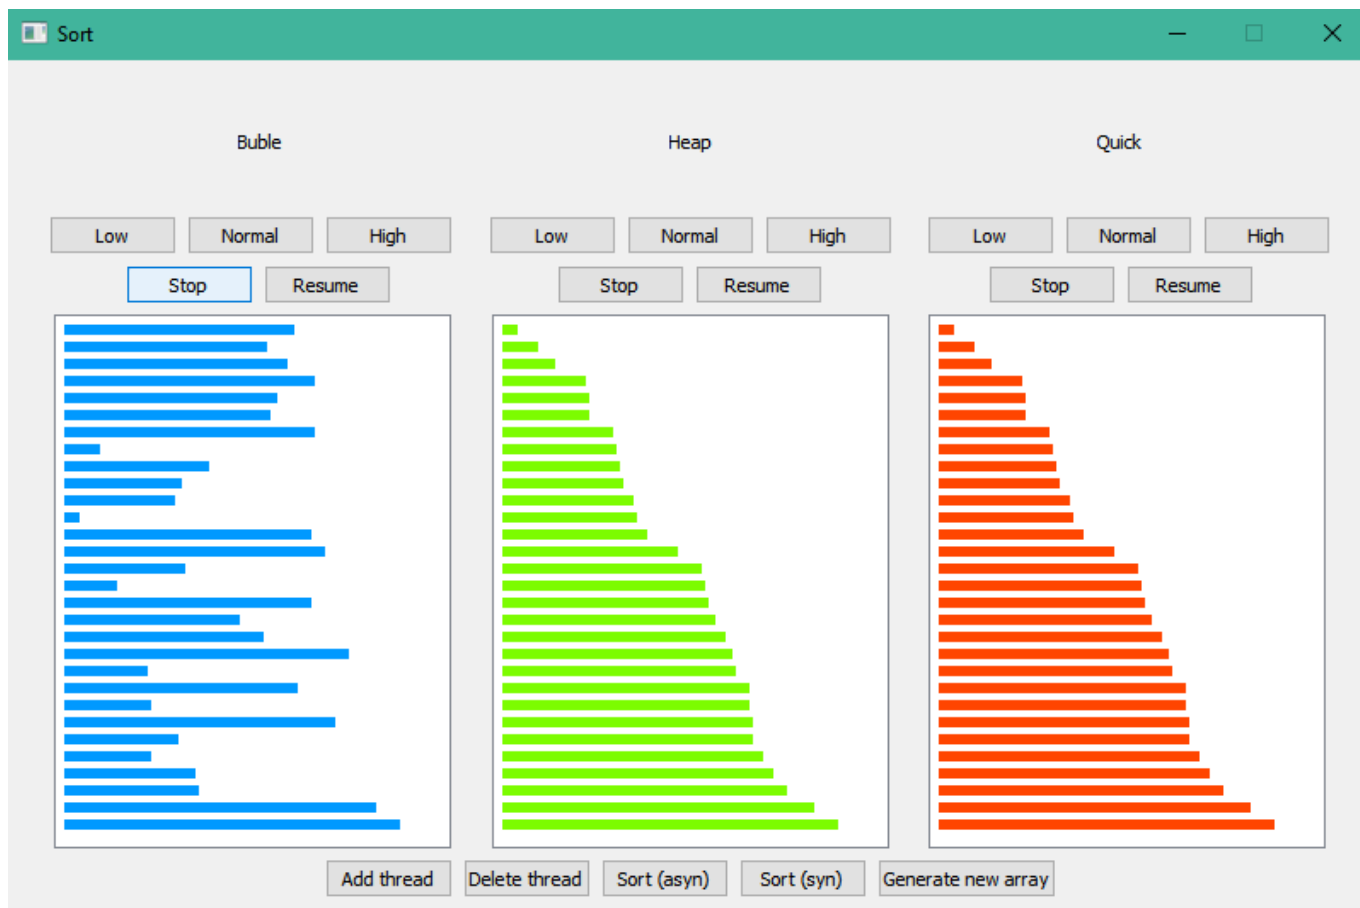 Sort
Buble Heap Quick
Low Normal High Low Normal High Low Normal High
Stop Resume Stop Resume Stop Resume
Add thread Delete thread Sort (asyn) Sort (syn) Generate new array